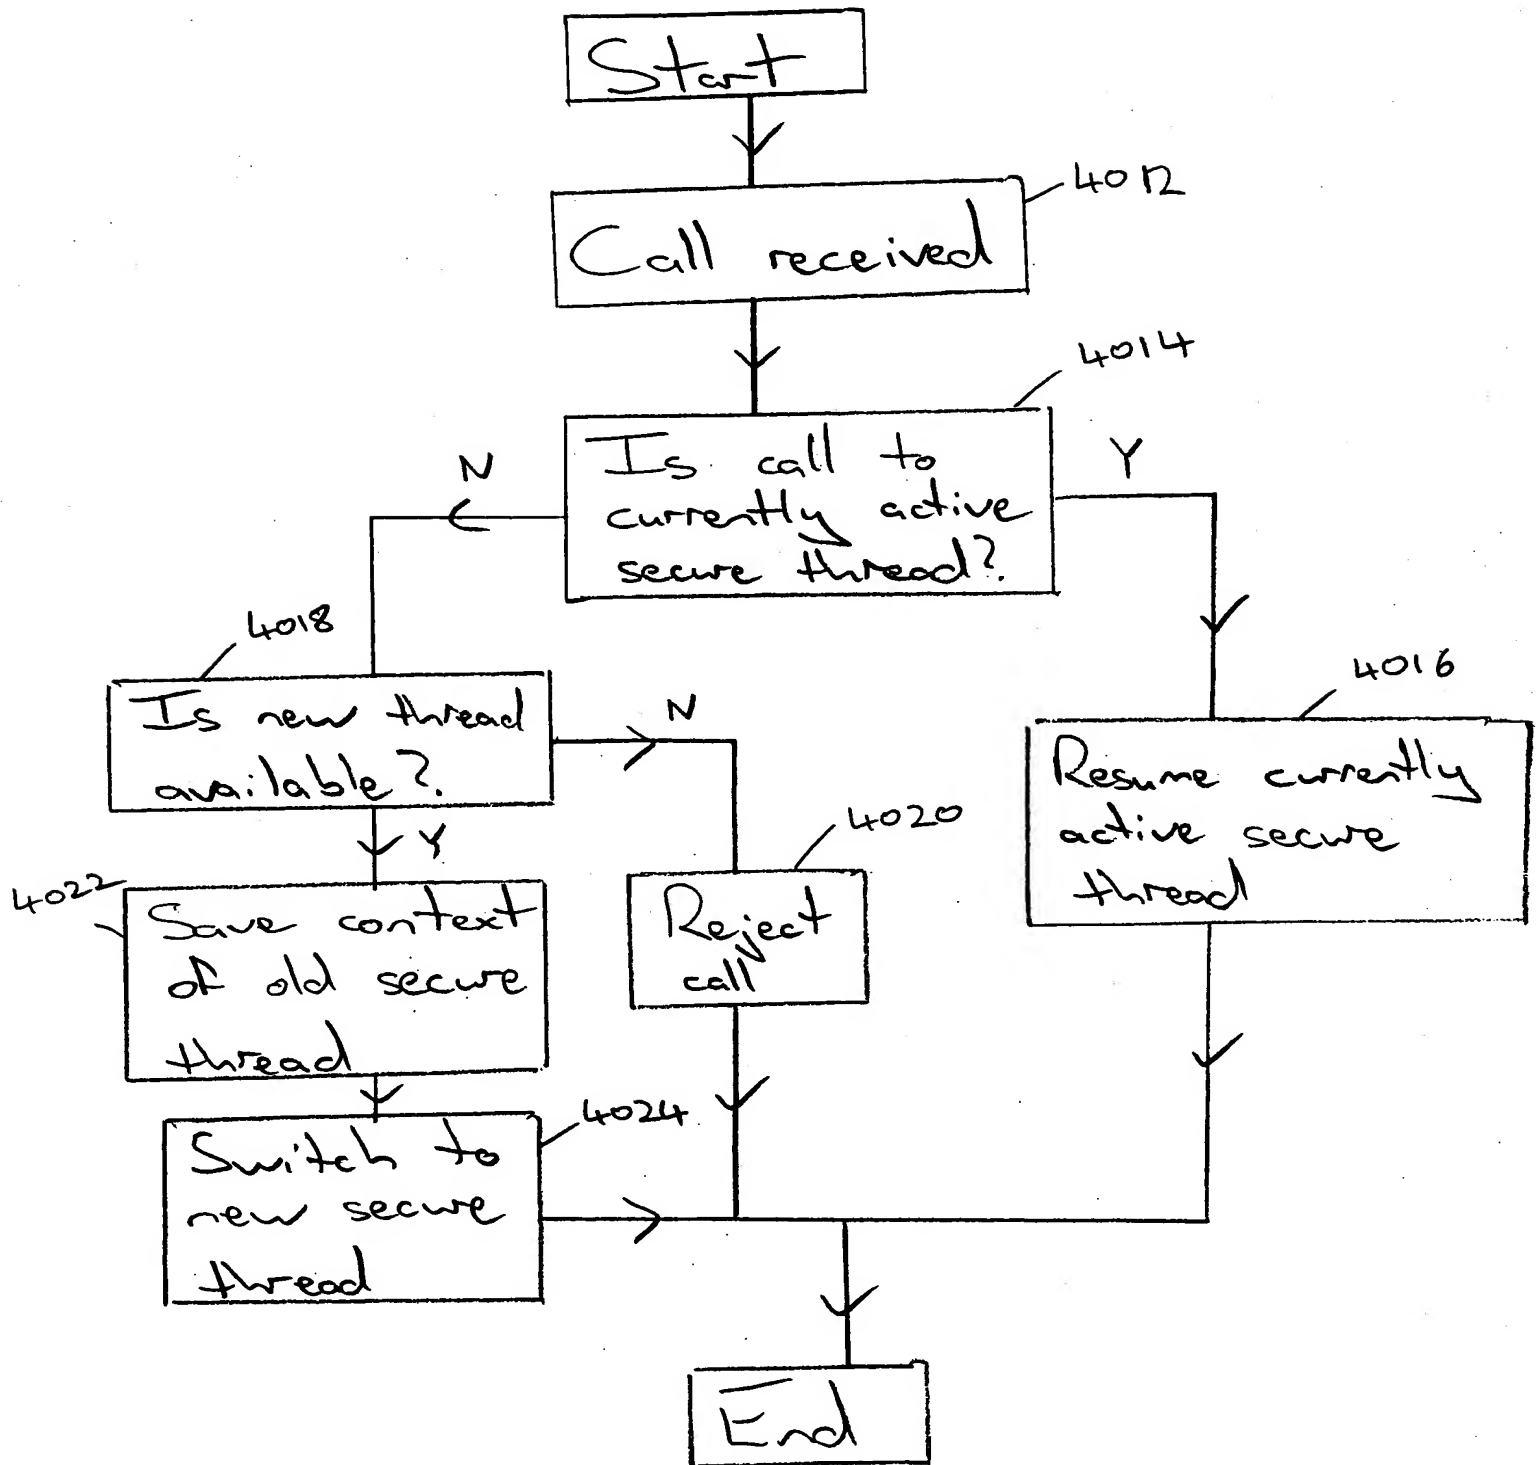 Start
4012
Call received
4014
N
Y
Is call to
currently active
secure thread?
4018
4016
Is new thread
available?
N
Resume currently
active secure
thread
4020
Y
4022
Save context
of old secure
thread
Reject
call
4024
Switch to
new secure
thread
End